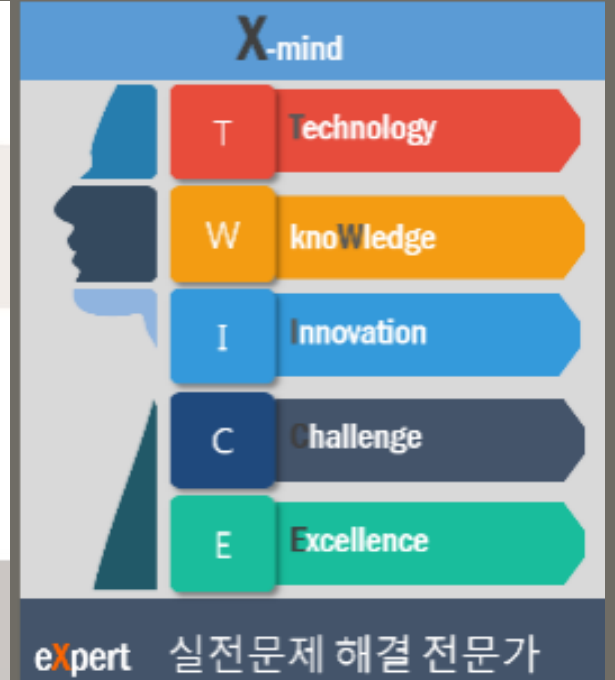 X-mind
T Technology
W knoWledge
I Innovation
C Challenge
E Excellence
eXpert 실전문제 해결 전문가